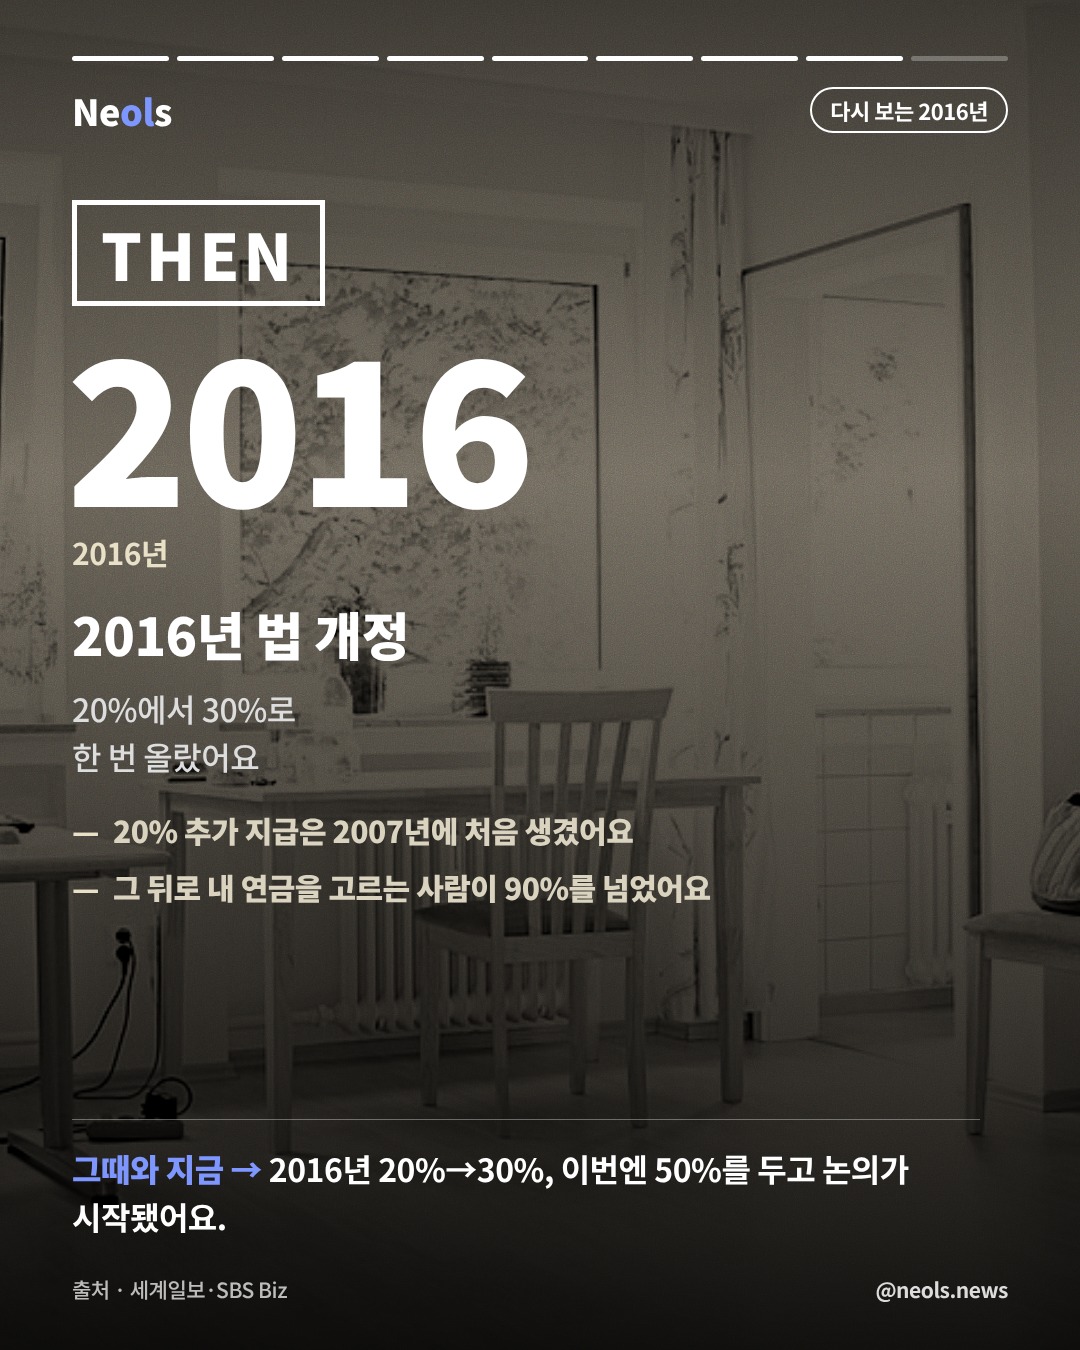 Neols
다시 보는 2016년
THEN
2016
2016년
2016년 법 개정
20%에서 30%로
한 번 올랐어요
— 20% 추가 지급은 2007년에 처음 생겼어요
— 그 뒤로 내 연금을 고르는 사람이 90%를 넘었어요
그때와 지금 → 2016년 20%→30%, 이번엔 50%를 두고 논의가
시작됐어요.
출처 · 세계일보·SBS Biz
@neols.news